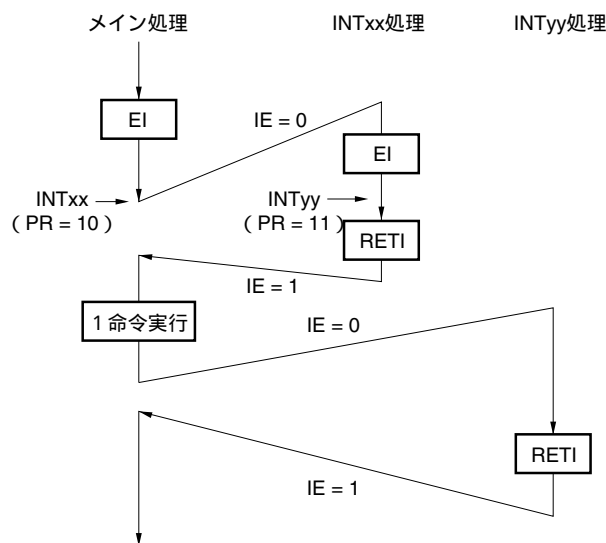 メイン処理
INTxx処理
INTyy処理
EI
IE = 0
EI
INTxx
( PR = 10 )
INTyy
( PR = 11 )
RETI
IE = 1
1 命令実行
IE = 0
RETI
IE = 1